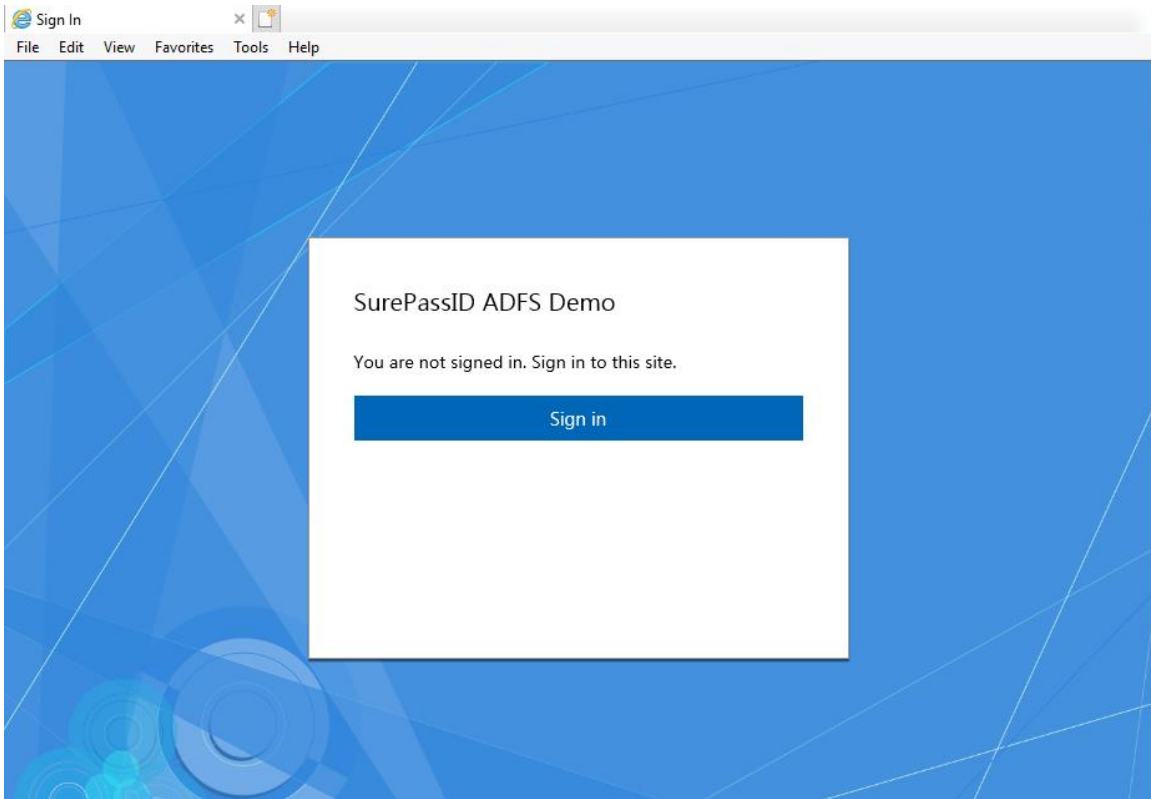 Sign In
File Edit View Favorites Tools Help
SurePassID ADFS Demo
You are not signed in. Sign in to this site.
Sign in